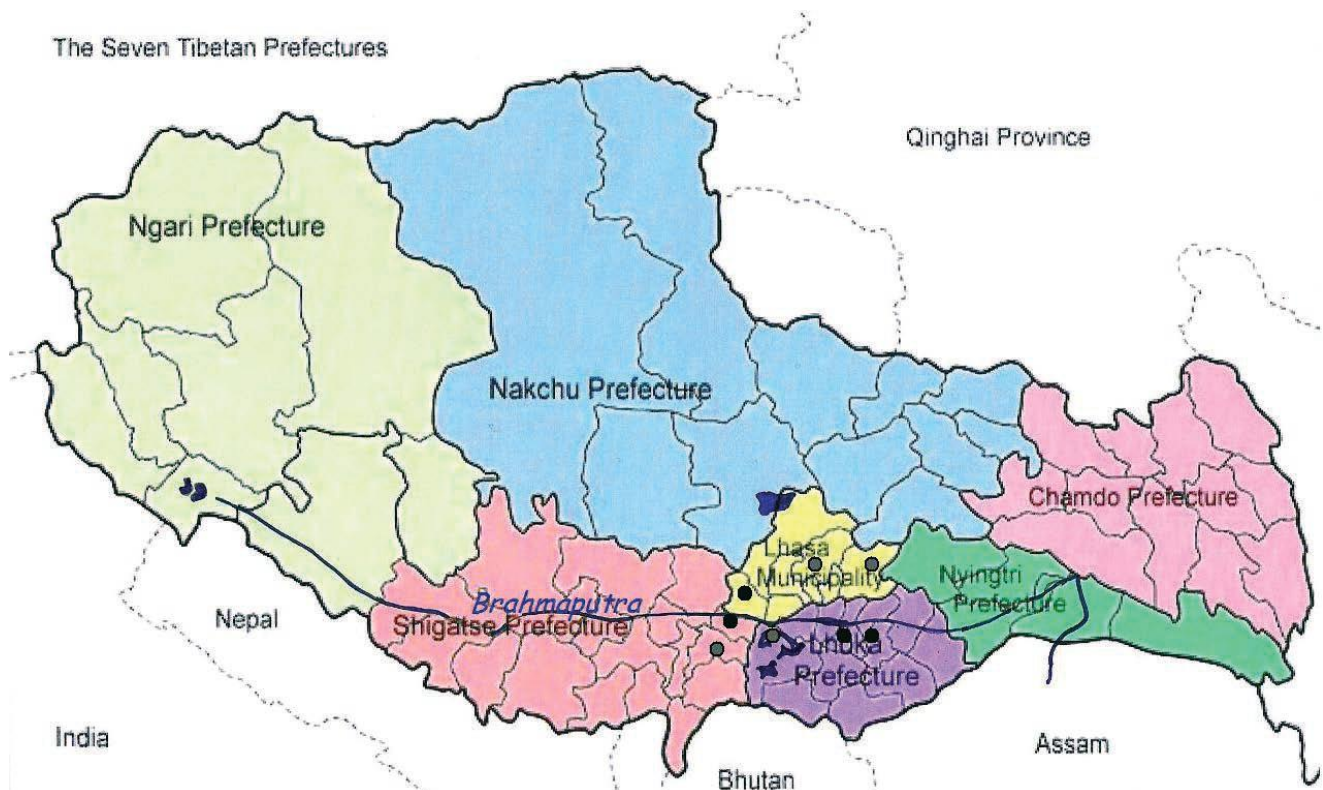 The Seven Tibetan Prefectures
Qinghai Province
Ngari Prefecture
Nakchu Prefecture
Chamdo Prefecture
Lhasa
Municipality
Nyingtri
Prefecture
Brahmaputra
Nepal
Shigatse Prefecture
Lhoka
Prefecture
India
Assam
Bhutan